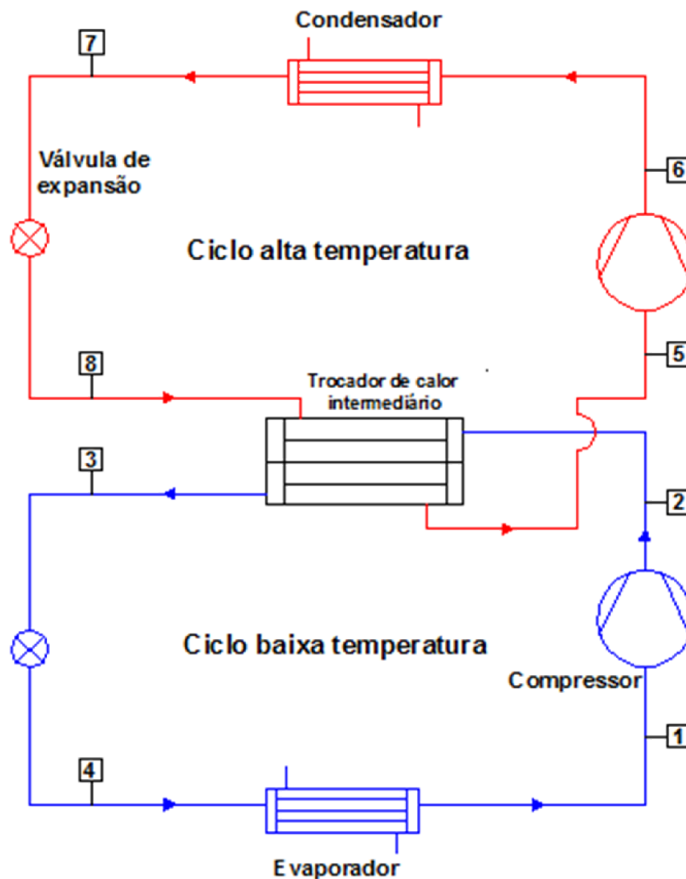 Condensador
7
Válvula de
expansão
6
Ciclo alta temperatura
5
8
Trocador de calor
intermediário
3
2
Ciclo baixa temperatura
Compressor
1
4
Evaporador